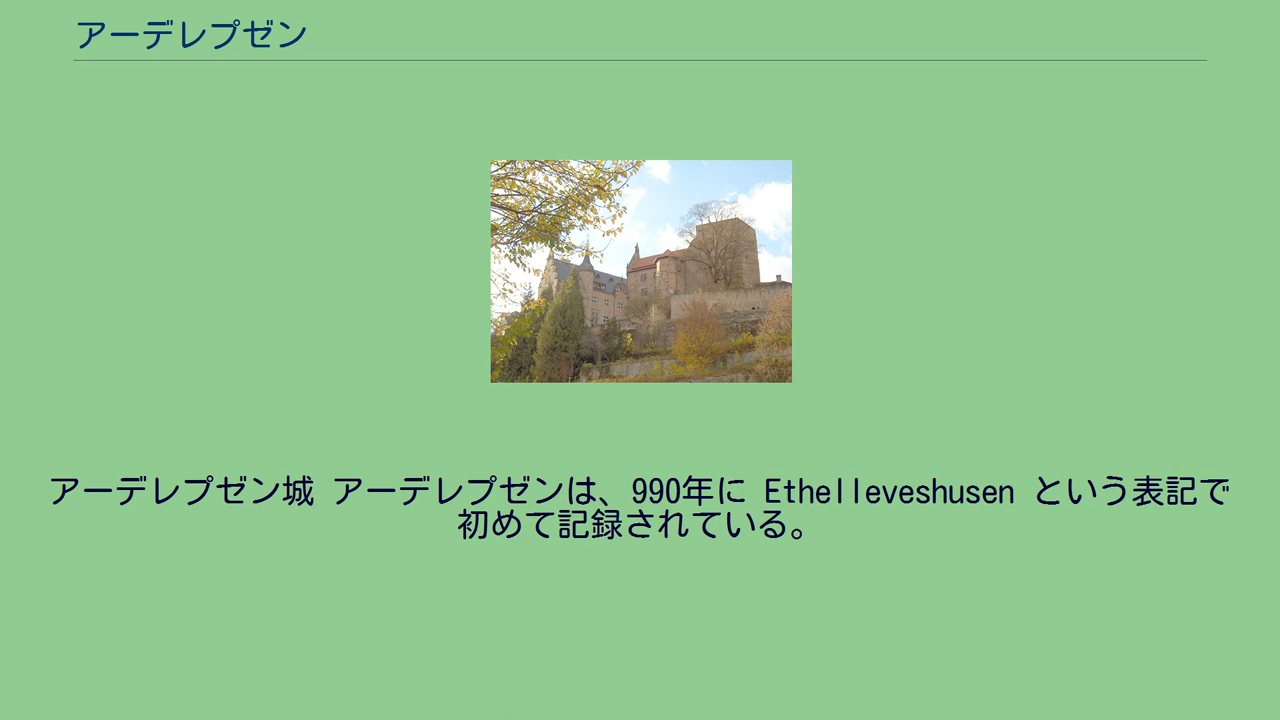 アーデレプゼン
アーデレプゼン城 アーデレプゼンは、990年に Ethelleveshusen という表記で
初めて記録されている。